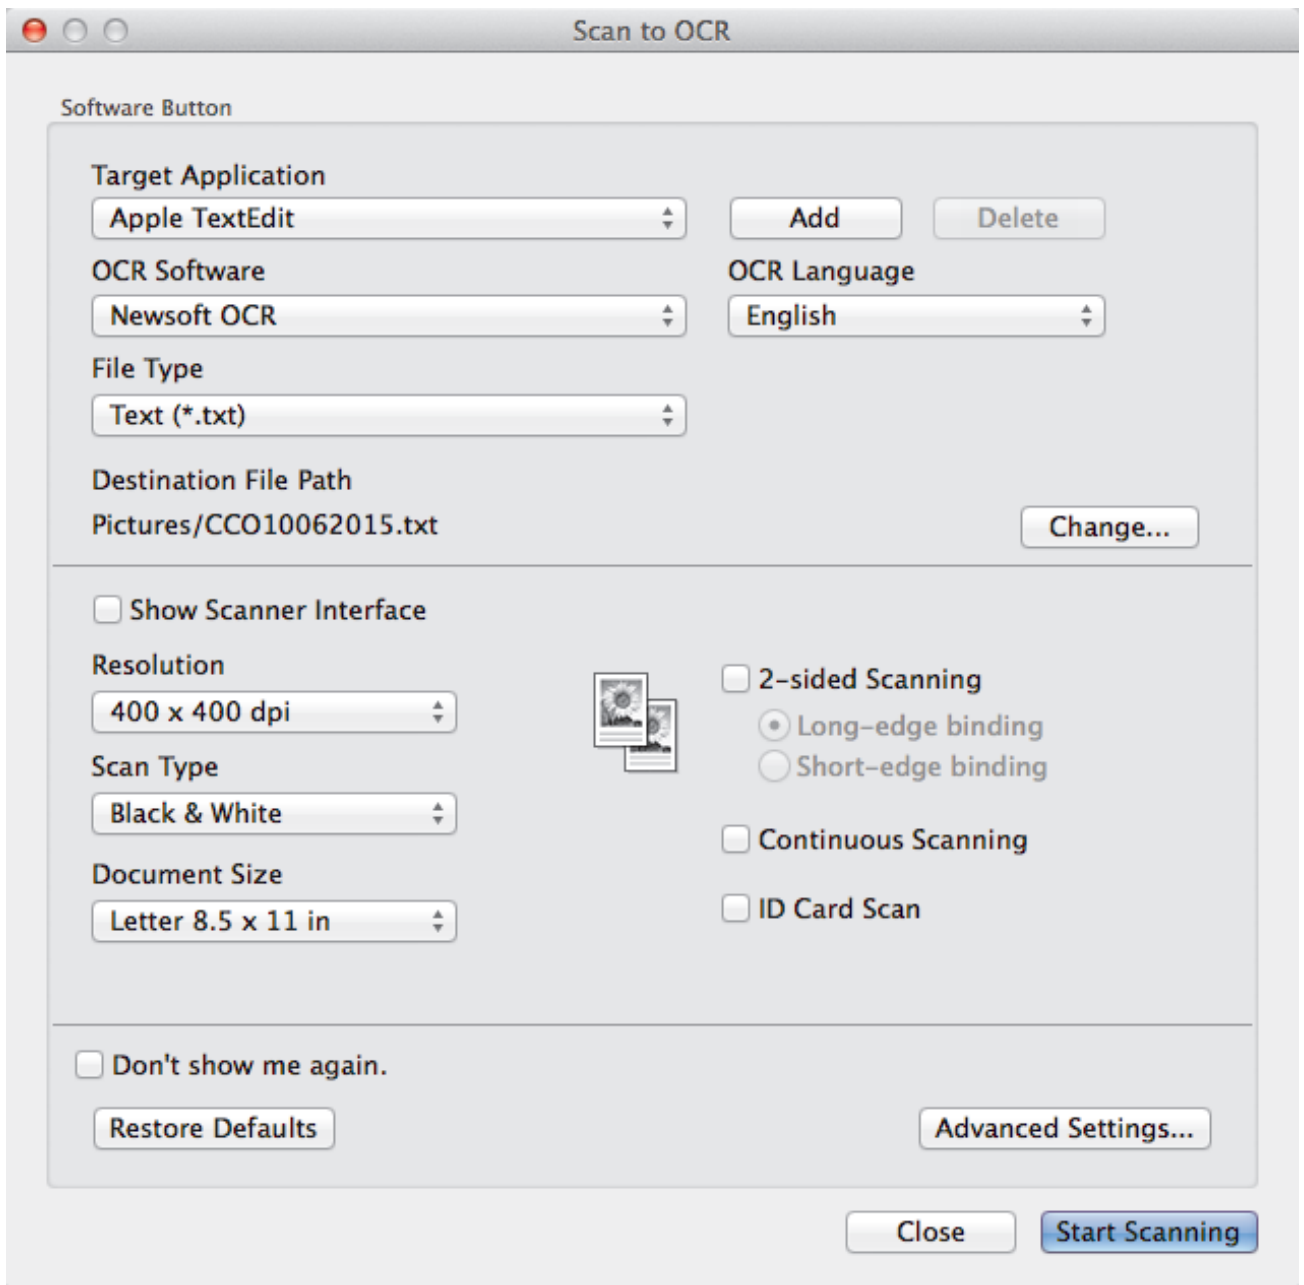 Scan to OCR
Software Button
Target Application
Apple TextEdit Add Delete
OCR Software OCR Language
Newsoft OCR English
File Type
Text (*.txt)
Destination File Path
Pictures/CCO10062015.txt Change...
Show Scanner Interface
Resolution
2-sided Scanning
400 x 400 dpi
Long-edge binding
Scan Type
Short-edge binding
Black & White
Continuous Scanning
Document Size
Letter 8.5 x 11 in
ID Card Scan
Don't show me again.
Restore Defaults Advanced Settings...
Close Start Scanning